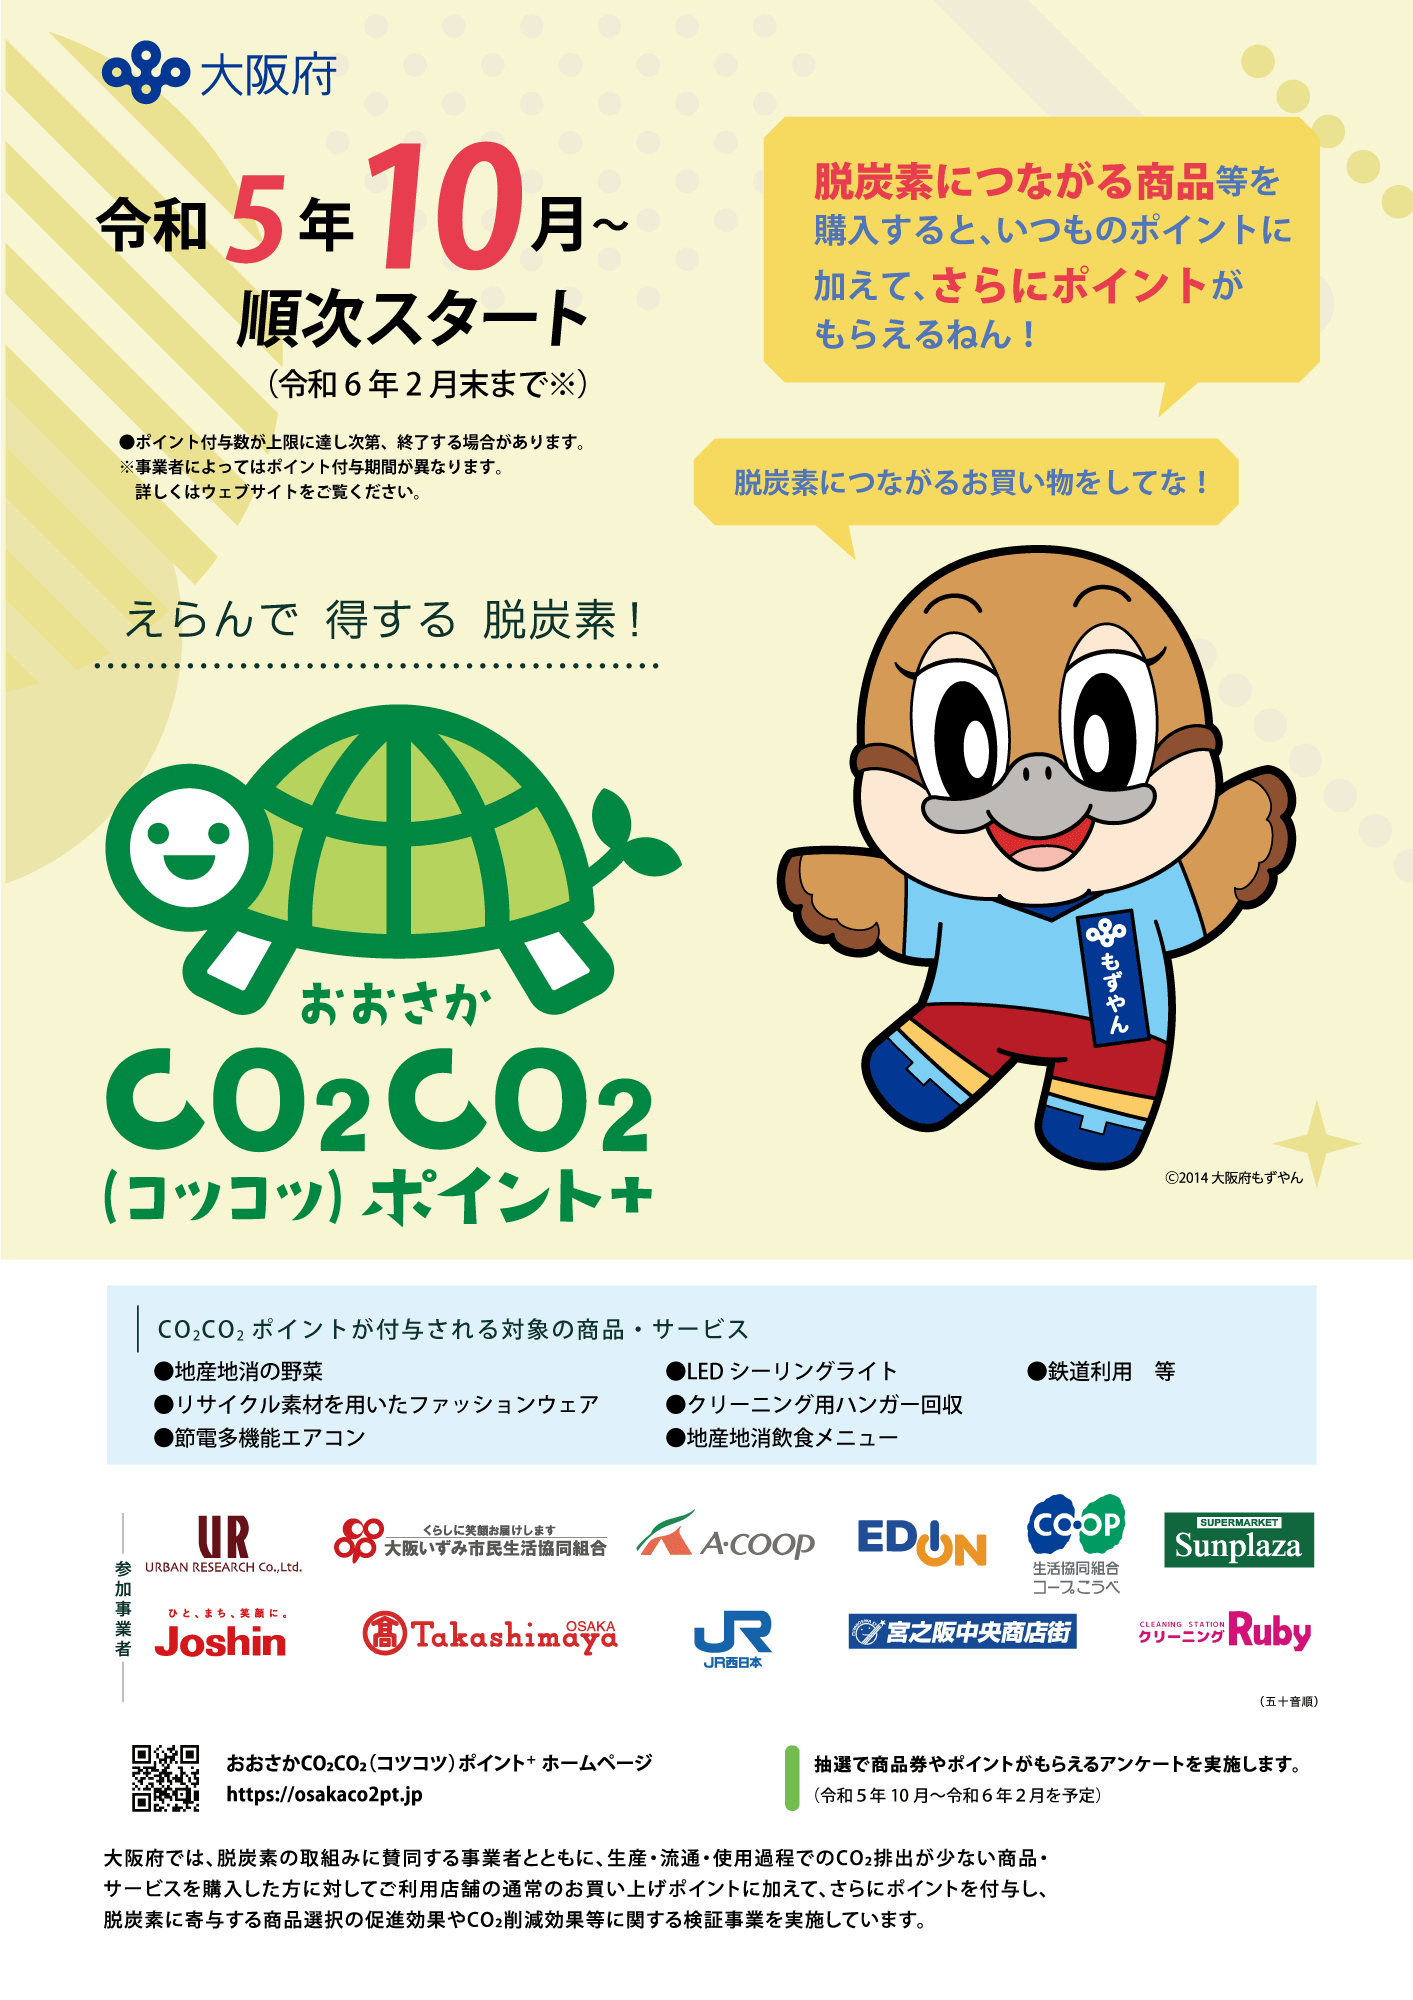 大阪府
令和5年10月～
順次スタート
（令和6年2月末まで※）
●ポイント付与数が上限に達し次第、終了する場合があります。
※事業者によってはポイント付与期間が異なります。
詳しくはウェブサイトをご覧ください。
脱炭素につながる商品等を
購入すると、いつものポイントに
加えて、さらにポイントが
もらえるねん！
脱炭素につながるお買い物をしてな！
えらんで 得する 脱炭素！
おおさか
CO2CO2
(コツコツ) ポイント+
もずやん
©2014 大阪府もずやん
CO₂CO₂ ポイントが付与される対象の商品・サービス
●地産地消の野菜
●リサイクル素材を用いたファッションウェア
●節電多機能エアコン
●LED シーリングライト
●クリーニング用ハンガー回収
●地産地消飲食メニュー
●鉄道利用　等
参加事業者
UR
URBAN RESEARCH Co.,Ltd.
くらしに笑顔お届けします
大阪いずみ市民生活協同組合
A·COOP
EDION
CO·OP
生活協同組合
コープこうべ
SUPERMARKET
Sunplaza
ひと、まち、笑顔に。
Joshin
髙 Takashimaya OSAKA
JR
JR西日本
宮之阪中央商店街
CLEANING STATION
クリーニング Ruby
（五十音順）
おおさかCO₂CO₂（コツコツ）ポイント⁺ ホームページ
https://osakaco2pt.jp
抽選で商品券やポイントがもらえるアンケートを実施します。
（令和5年10月～令和6年2月を予定）
大阪府では、脱炭素の取組みに賛同する事業者とともに、生産・流通・使用過程でのCO₂排出が少ない商品・
サービスを購入した方に対してご利用店舗の通常のお買い上げポイントに加えて、さらにポイントを付与し、
脱炭素に寄与する商品選択の促進効果やCO₂削減効果等に関する検証事業を実施しています。